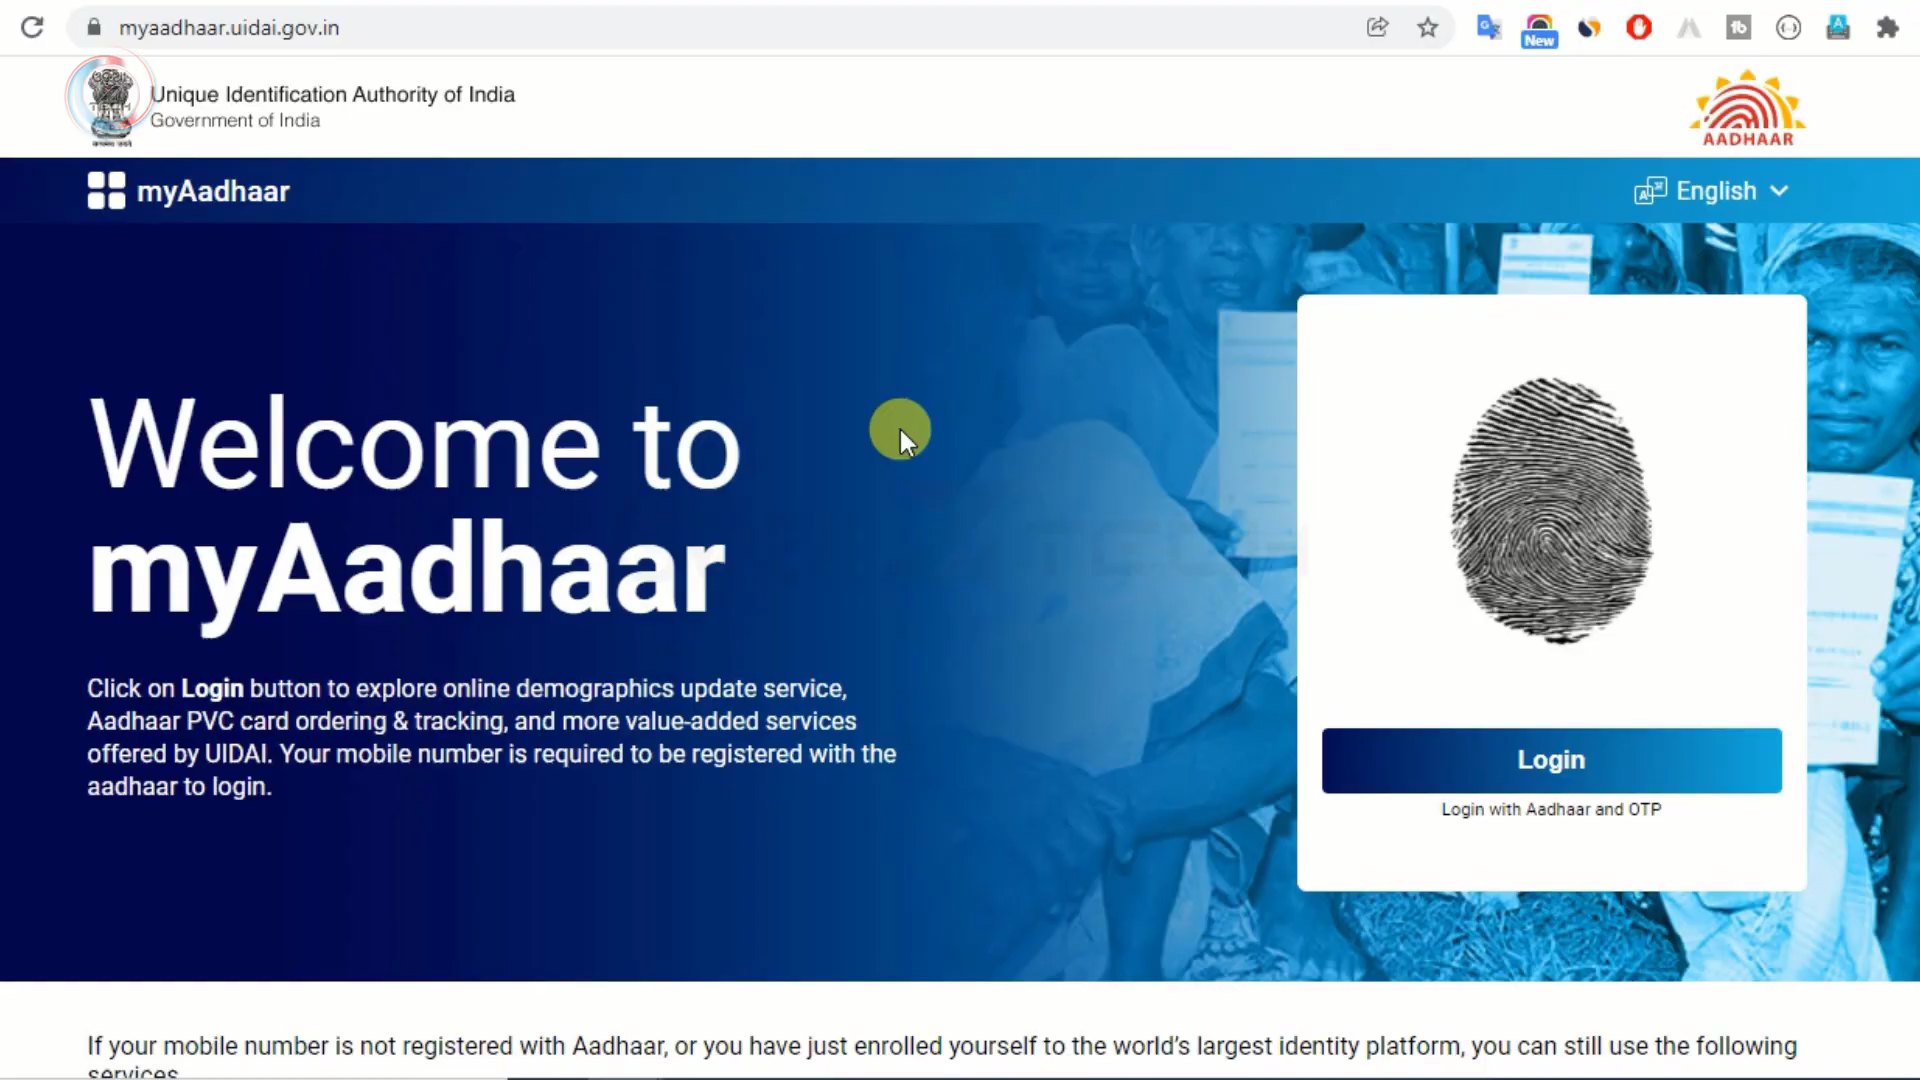 myaadhaar.uidai.gov.in
New
Unique Identification Authority of India
Government of India
AADHAAR
myAadhaar
English
Welcome to
myAadhaar
Click on Login button to explore online demographics update service,
Aadhaar PVC card ordering & tracking, and more value-added services
offered by UIDAI. Your mobile number is required to be registered with the
aadhaar to login.
Login
Login with Aadhaar and OTP
If your mobile number is not registered with Aadhaar, or you have just enrolled yourself to the world's largest identity platform, you can still use the following
services